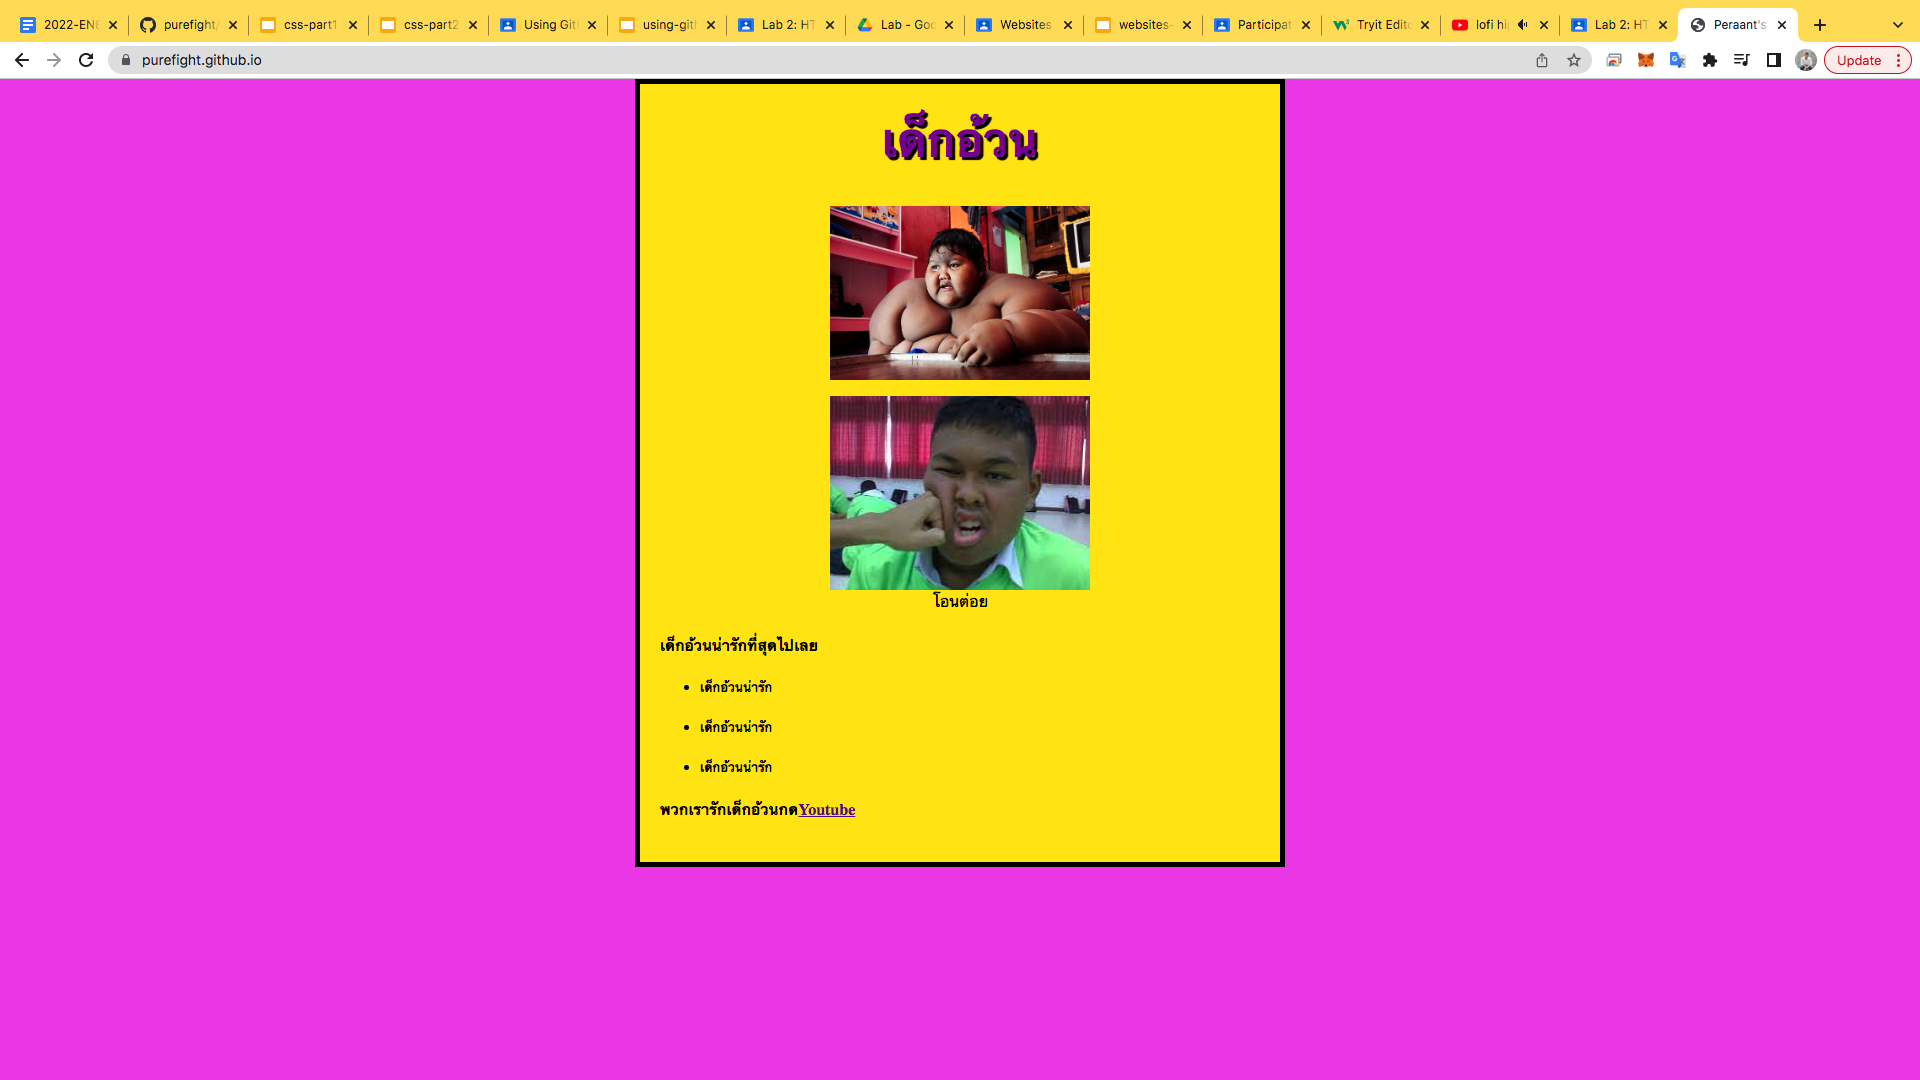 2022-EN8
purefight/
css-part1
css-part2
Using Git
using-gith
Lab 2: HT
Lab - Goo
Websites
websites-
Participat
Tryit Edit
lofi hi
Lab 2: HT
Peraant's
purefight.github.io
Update
เด็กอ้วน
โอนต่อย
เด็กอ้วนน่ารักที่สุดไปเลย
• เด็กอ้วนน่ารัก
• เด็กอ้วนน่ารัก
• เด็กอ้วนน่ารัก
พวกเรารักเด็กอ้วนกดYoutube